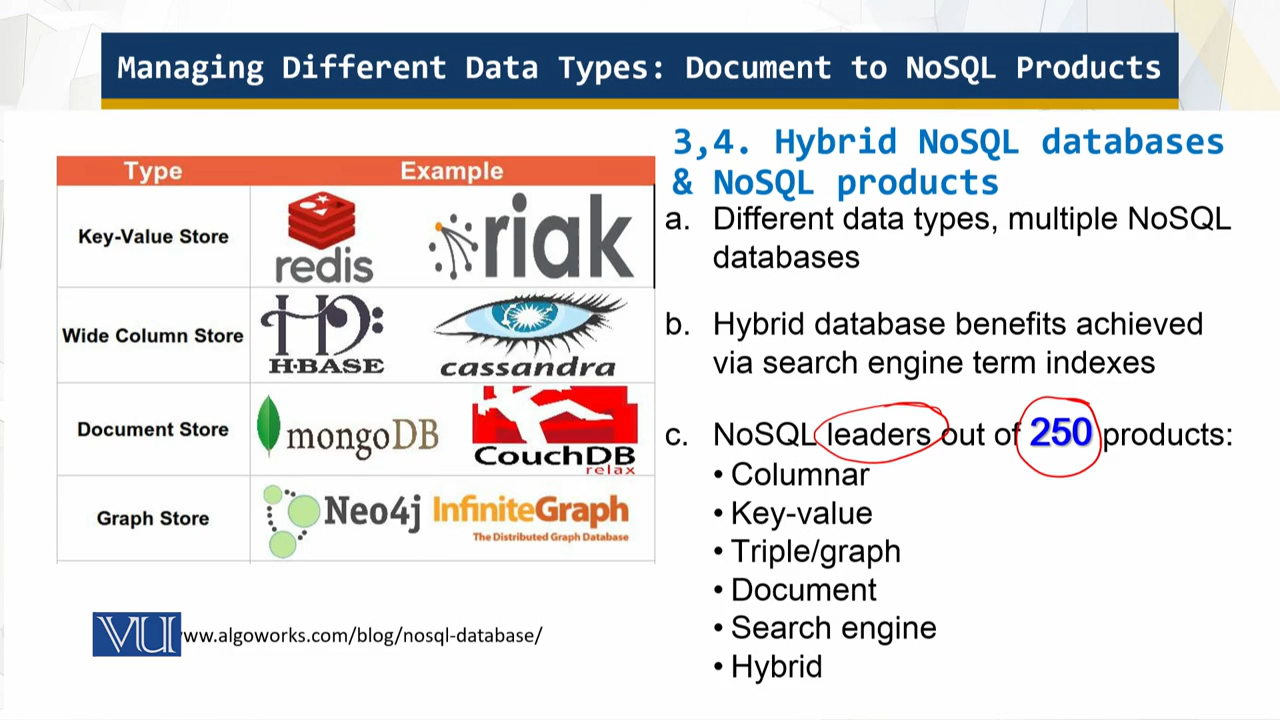 Managing Different Data Types: Document to NoSQL Products
Type Example
Key-Value Store redis riak
Wide Column Store H·BASE cassandra
Document Store mongoDB CouchDB relax
Graph Store Neo4j InfiniteGraph
The Distributed Graph Database
VU ww.algoworks.com/blog/nosql-database/
3,4. Hybrid NoSQL databases
& NoSQL products
a. Different data types, multiple NoSQL
databases
b. Hybrid database benefits achieved
via search engine term indexes
c. NoSQL leaders out of 250 products:
• Columnar
• Key-value
• Triple/graph
• Document
• Search engine
• Hybrid